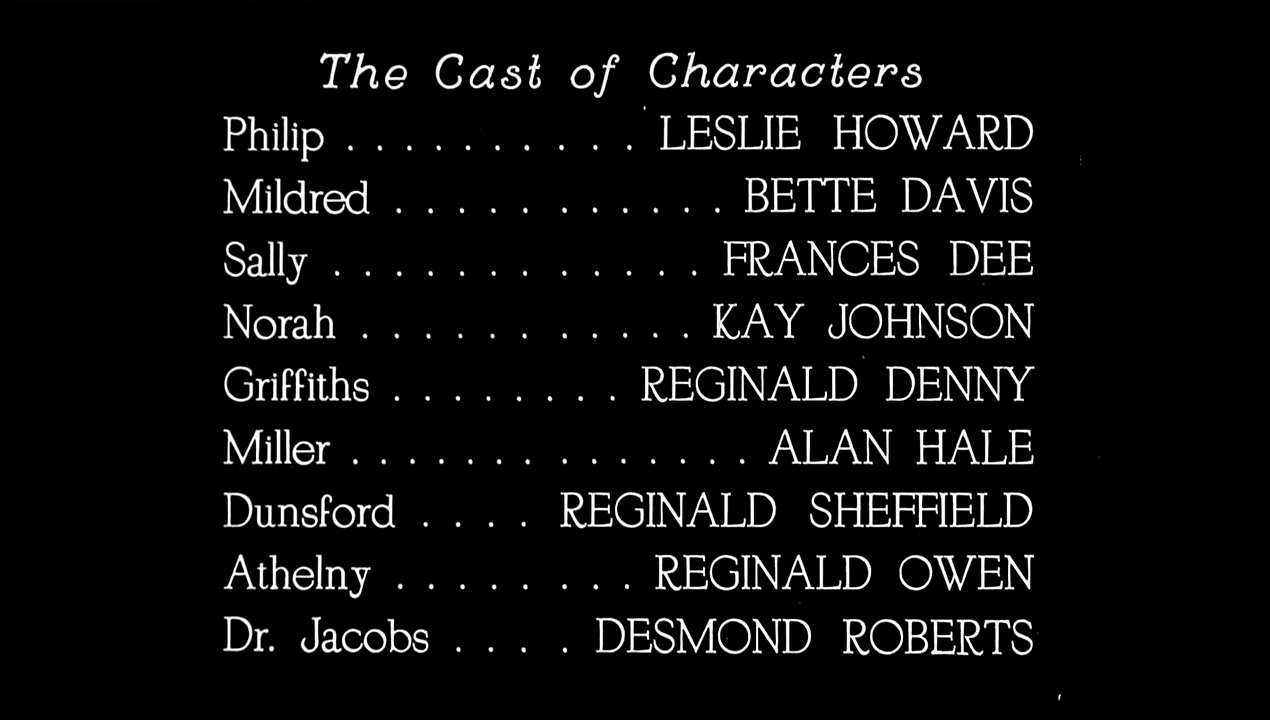 The Cast of Characters
Philip . . . . . . . . . . LESLIE HOWARD
Mildred . . . . . . . . . . . . BETTE DAVIS
Sally . . . . . . . . . . . . . FRANCES DEE
Norah . . . . . . . . . . . . KAY JOHNSON
Griffiths . . . . . . . . REGINALD DENNY
Miller . . . . . . . . . . . . . . ALAN HALE
Dunsford . . . . REGINALD SHEFFIELD
Athelny . . . . . . . . . REGINALD OWEN
Dr. Jacobs . . . . DESMOND ROBERTS